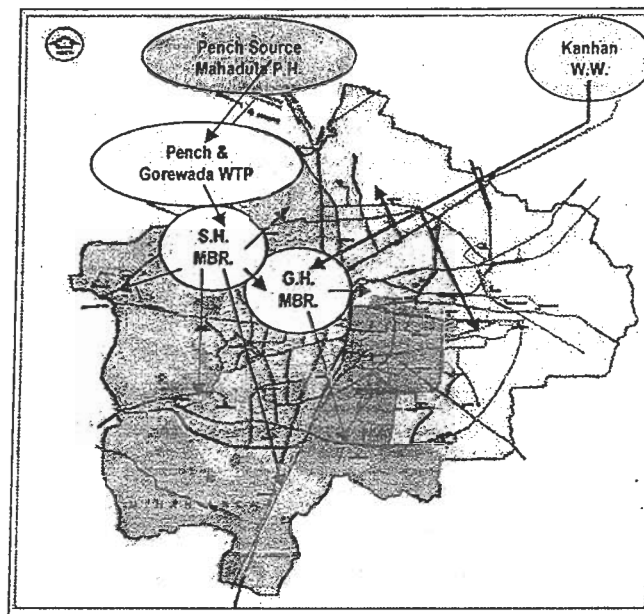 Pench Source
Mahadula P.H.
Kanhan
W.W.
Pench &
Gorewada WTP
S.H.
MBR.
G.H.
MBR.